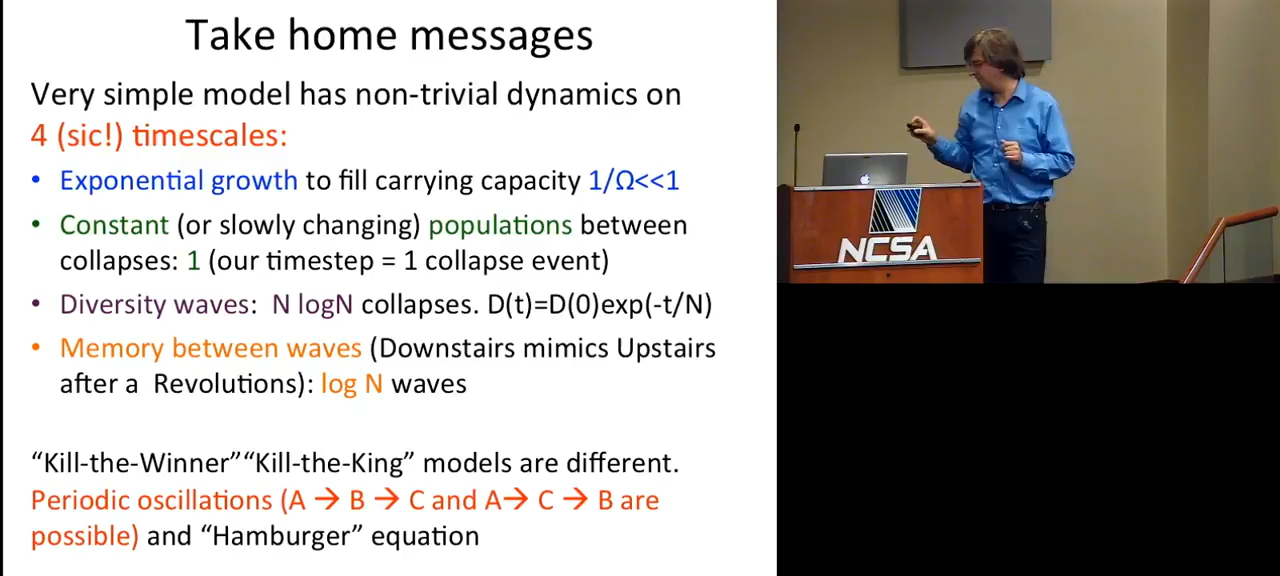 Take home messages
Very simple model has non-trivial dynamics on
4 (sic!) timescales:
• Exponential growth to fill carrying capacity 1/Ω<<1
• Constant (or slowly changing) populations between
collapses: 1 (our timestep = 1 collapse event)
• Diversity waves: N logN collapses. D(t)=D(0)exp(-t/N)
• Memory between waves (Downstairs mimics Upstairs
after a Revolutions): log N waves
“Kill-the-Winner”“Kill-the-King” models are different.
Periodic oscillations (A → B → C and A→ C → B are
possible) and “Hamburger” equation
NCSA